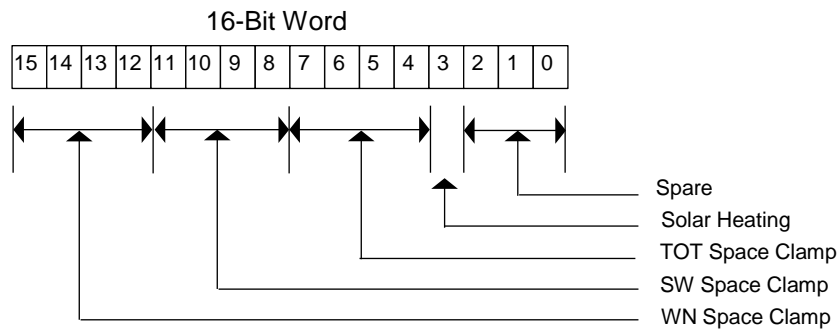 16-Bit Word
15 14 13 12 11 10 9 8 7 6 5 4 3 2 1 0
Spare
Solar Heating
TOT Space Clamp
SW Space Clamp
WN Space Clamp